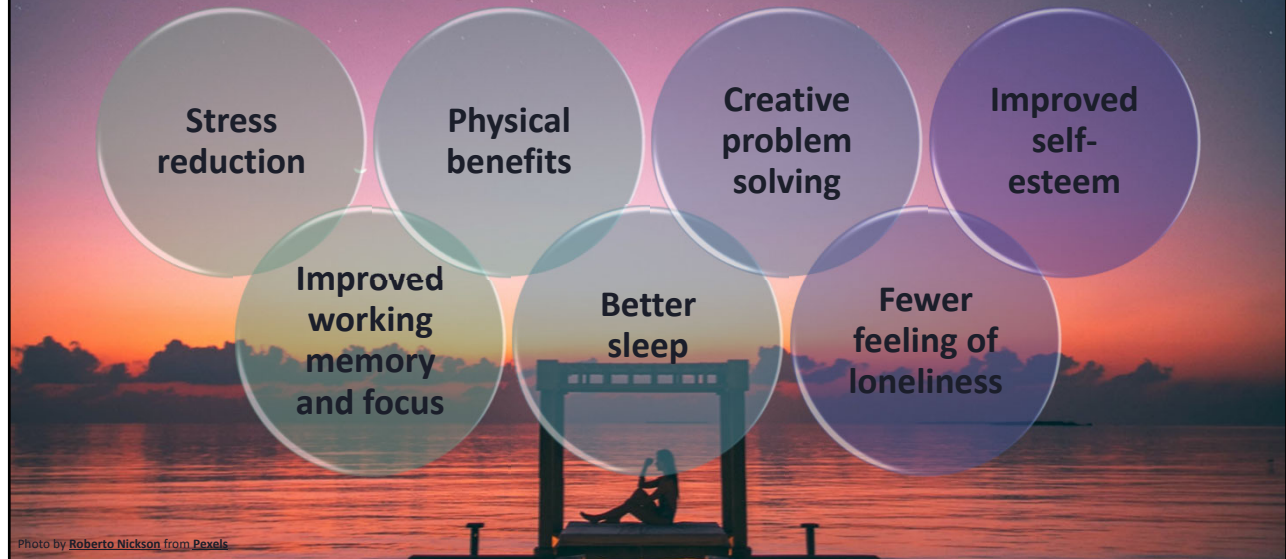 Stress
reduction
Physical
benefits
Creative
problem
solving
Improved
self-
esteem
Improved
working
memory
and focus
Better
sleep
Fewer
feeling of
loneliness
Photo by Roberto Nickson from Pexels